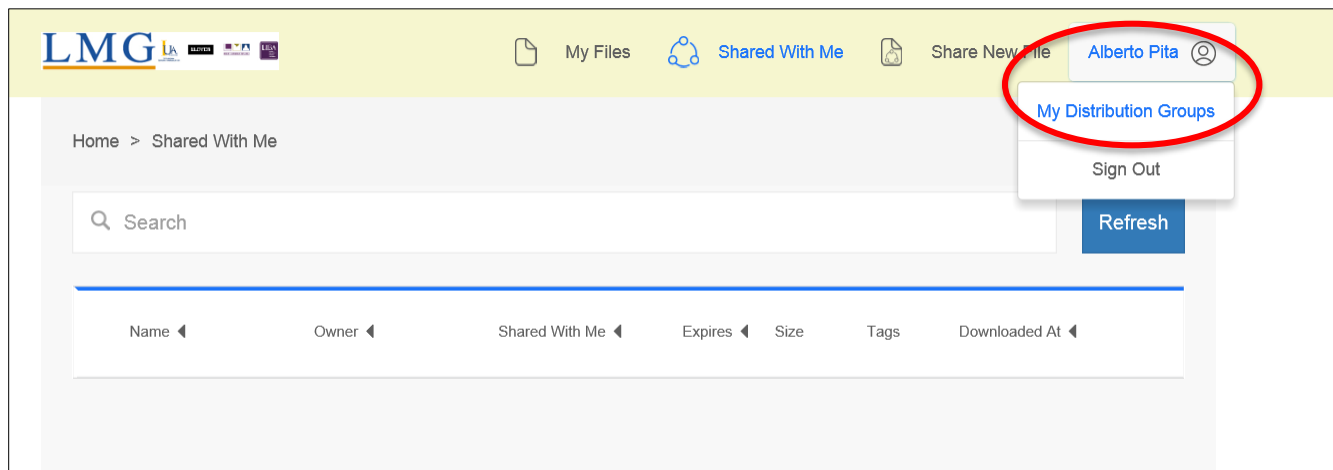 LMG
My Files
Shared With Me
Share New File
Alberto Pita
My Distribution Groups
Sign Out
Home > Shared With Me
Search
Refresh
Name
Owner
Shared With Me
Expires
Size
Tags
Downloaded At